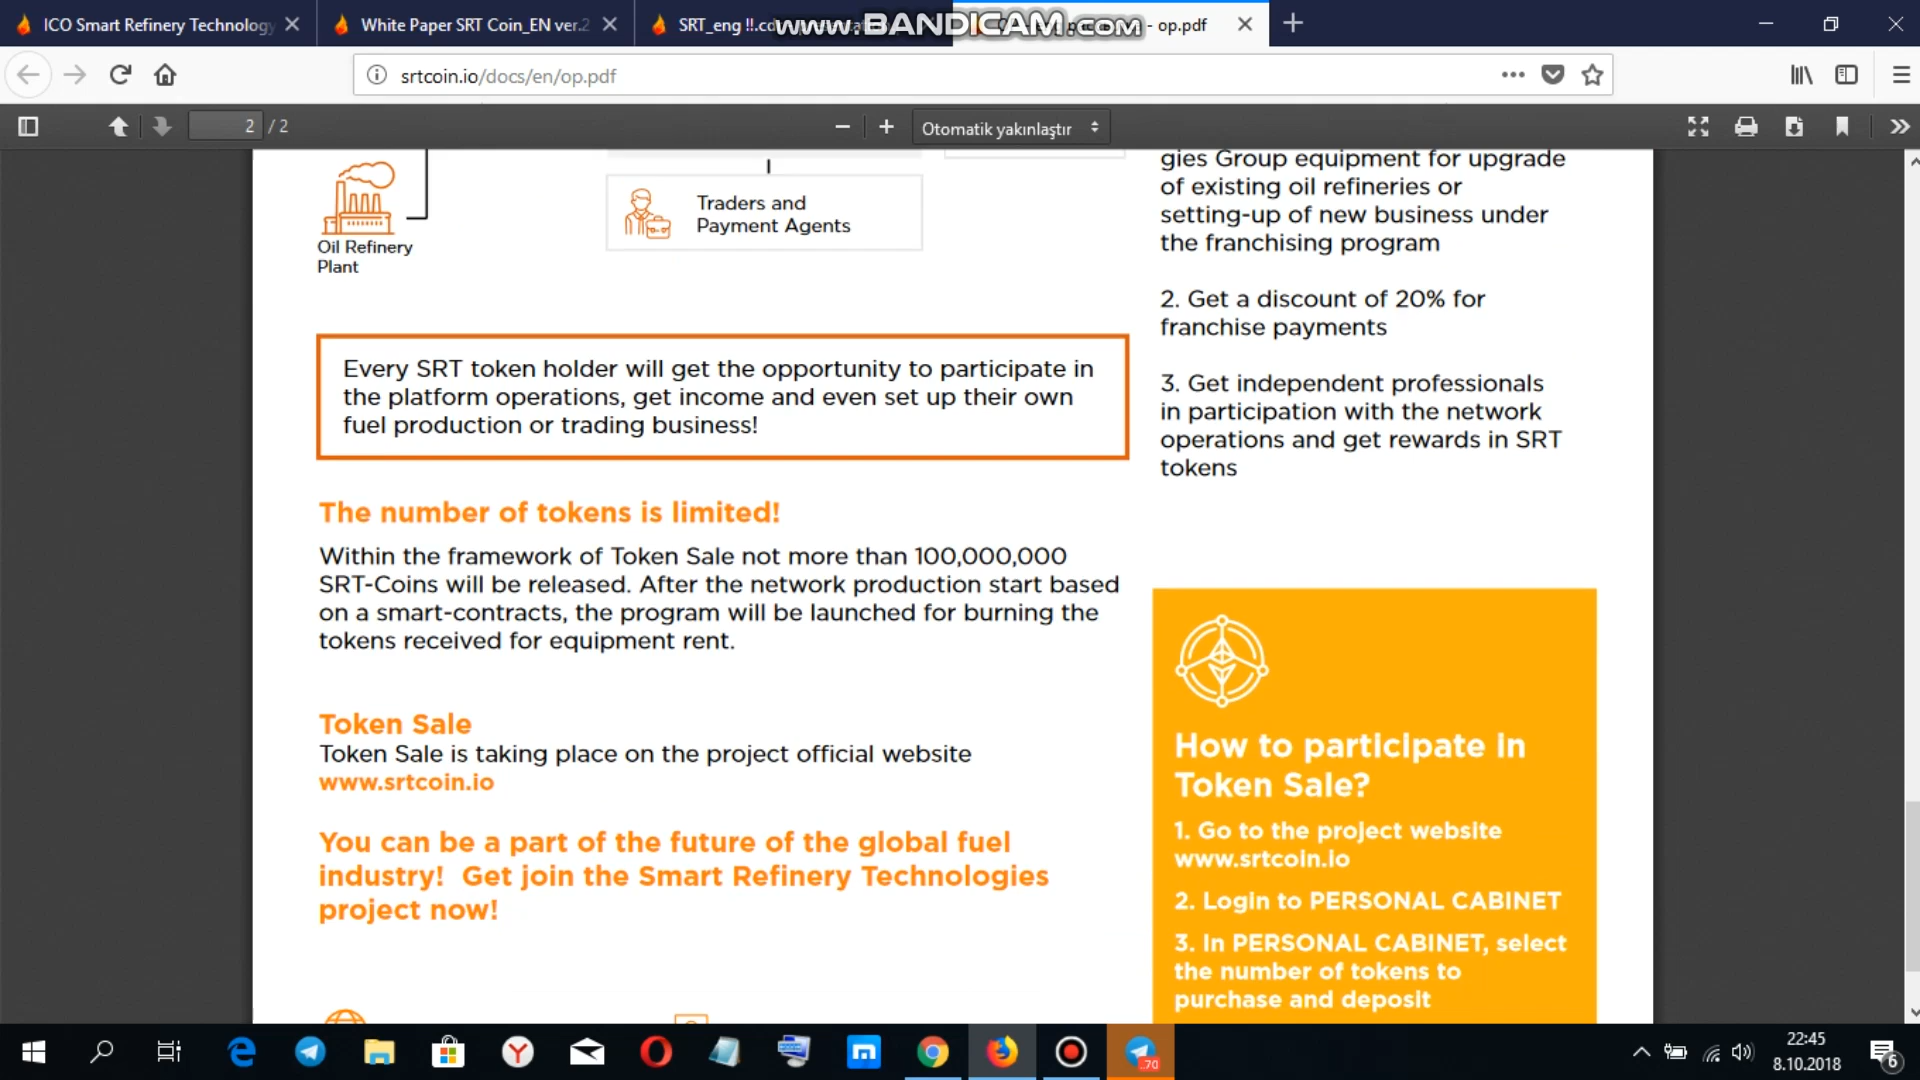 ICO Smart Refinery Technology
White Paper SRT Coin_EN ver.2
SRT_eng !!.cd
- op.pdf
www.BANDICAM.com
srtcoin.io/docs/en/op.pdf
2 / 2
Otomatik yakınlaştır
Oil Refinery
Plant
Traders and
Payment Agents
gies Group equipment for upgrade
of existing oil refineries or
setting-up of new business under
the franchising program
2. Get a discount of 20% for
franchise payments
3. Get independent professionals
in participation with the network
operations and get rewards in SRT
tokens
Every SRT token holder will get the opportunity to participate in
the platform operations, get income and even set up their own
fuel production or trading business!
The number of tokens is limited!
Within the framework of Token Sale not more than 100,000,000
SRT-Coins will be released. After the network production start based
on a smart-contracts, the program will be launched for burning the
tokens received for equipment rent.
Token Sale
Token Sale is taking place on the project official website
www.srtcoin.io
You can be a part of the future of the global fuel
industry! Get join the Smart Refinery Technologies
project now!
How to participate in
Token Sale?
1. Go to the project website
www.srtcoin.io
2. Login to PERSONAL CABINET
3. In PERSONAL CABINET, select
the number of tokens to
purchase and deposit
70
22:45
8.10.2018
6